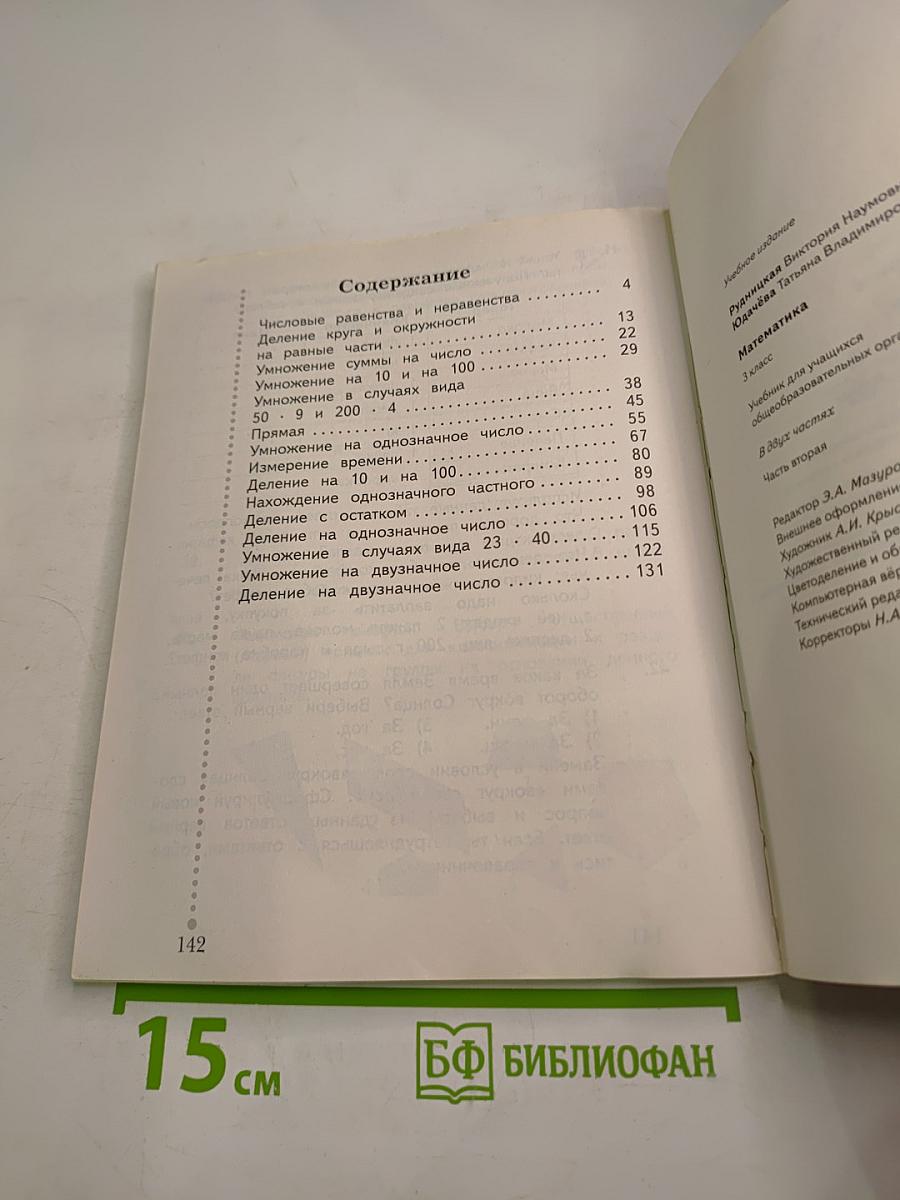 Содержание
Числовые равенства и неравенства ......... 4
Деление круга и окружности
на равные части ........................ 13
Умножение суммы на число ............... 22
Умножение на 10 и на 100 ............... 29
Умножение в случаях вида
50 · 9 и 200 · 4 ....................... 38
Прямая ................................. 45
Умножение на однозначное число .......... 55
Измерение времени ...................... 67
Деление на 10 и на 100 ................. 80
Нахождение однозначного частного ........ 89
Деление с остатком ..................... 98
Деление на однозначное число ............ 106
Умножение в случаях вида 23 · 40 ........ 115
Умножение на двузначное число ........... 122
Деление на двузначное число ............. 131
142
Учебное издание
Рудницкая Виктория Наумовн
Юдачёва Татьяна Владимиро
Математика
3 класс
Учебник для учащихся
общеобразовательных орга
В двух частях
Часть вторая
Редактор Э.А. Мазуро
Внешнее оформлени
Художник А.И. Крыс
Художественный ре
Цветоделение и об
Компьютерная вёр
Технический реда
Корректоры Н.А
15 см
БФ БИБЛИОФАН